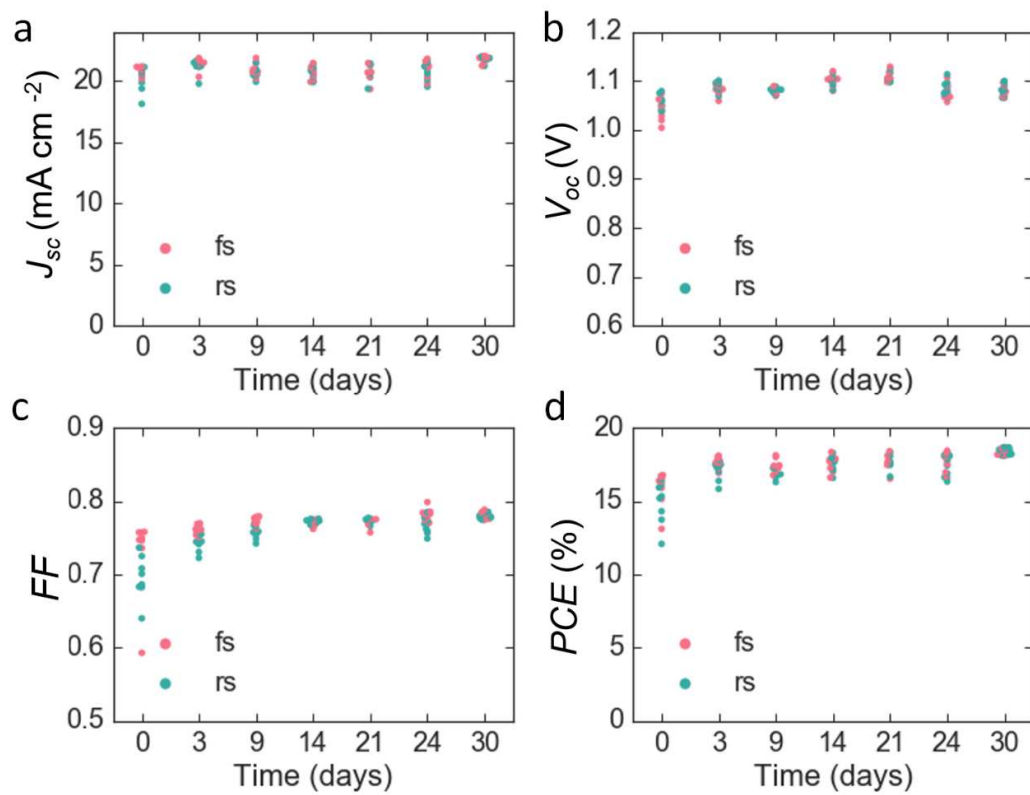 a
20
15
10
5
0
J_sc (mA cm ⁻²)
fs
rs
0 3 9 14 21 24 30
Time (days)
b
1.2
1.1
1.0
0.9
0.8
0.7
0.6
V_oc (V)
fs
rs
0 3 9 14 21 24 30
Time (days)
c
0.9
0.8
0.7
0.6
0.5
FF
fs
rs
0 3 9 14 21 24 30
Time (days)
d
20
15
10
5
0
PCE (%)
fs
rs
0 3 9 14 21 24 30
Time (days)